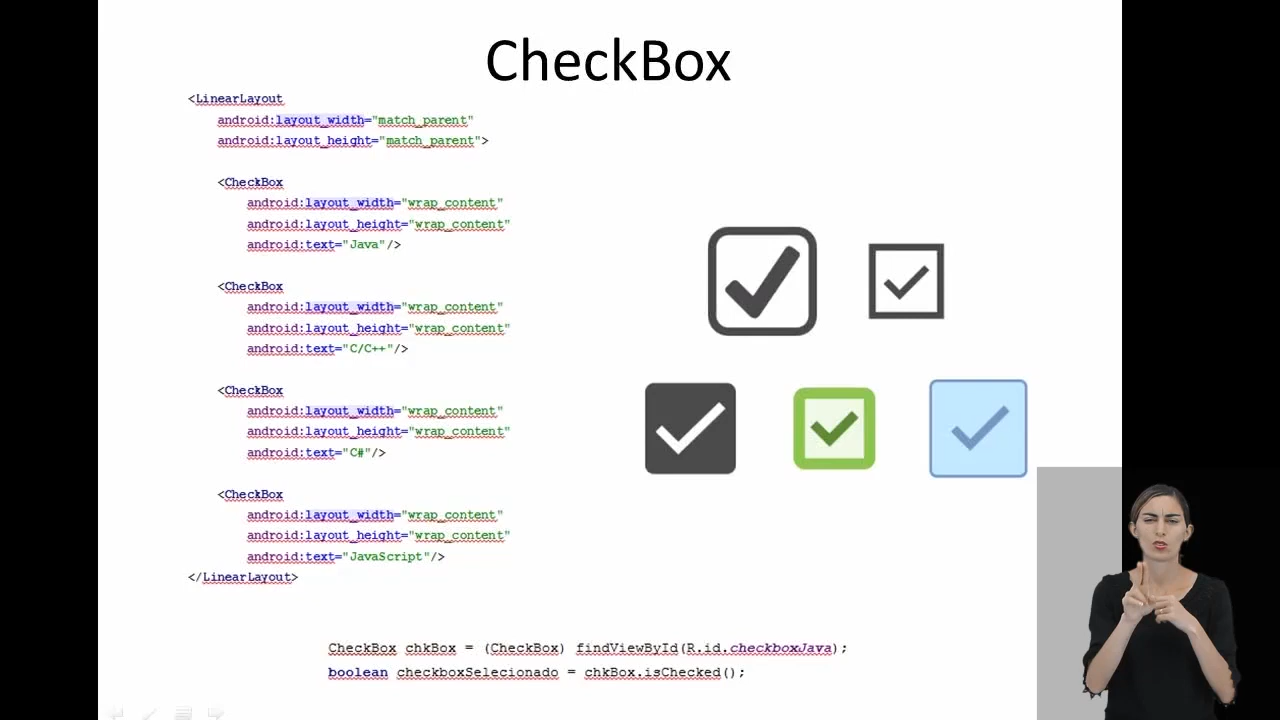 CheckBox
<LinearLayout
android:layout_width="match_parent"
android:layout_height="match_parent">
<CheckBox
android:layout_width="wrap_content"
android:layout_height="wrap_content"
android:text="Java"/>
<CheckBox
android:layout_width="wrap_content"
android:layout_height="wrap_content"
android:text="C/C++"/>
<CheckBox
android:layout_width="wrap_content"
android:layout_height="wrap_content"
android:text="C#"/>
<CheckBox
android:layout_width="wrap_content"
android:layout_height="wrap_content"
android:text="JavaScript"/>
</LinearLayout>
CheckBox chkBox = (CheckBox) findViewById(R.id.checkboxJava);
boolean checkboxSelecionado = chkBox.isChecked();